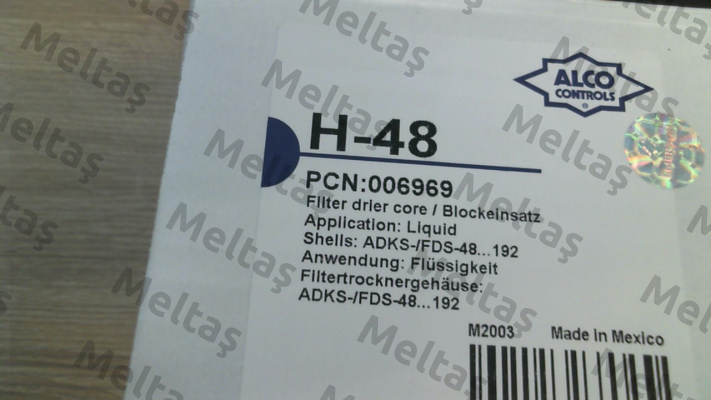 ALCO
CONTROLS
H-48
PCN:006969
Filter drier core / Blockeinsatz
Application: Liquid
Shells: ADKS-/FDS-48...192
Anwendung: Flüssigkeit
Filtertrocknergehäuse:
ADKS-/FDS-48...192
M2003 Made in Mexico
Meltaş